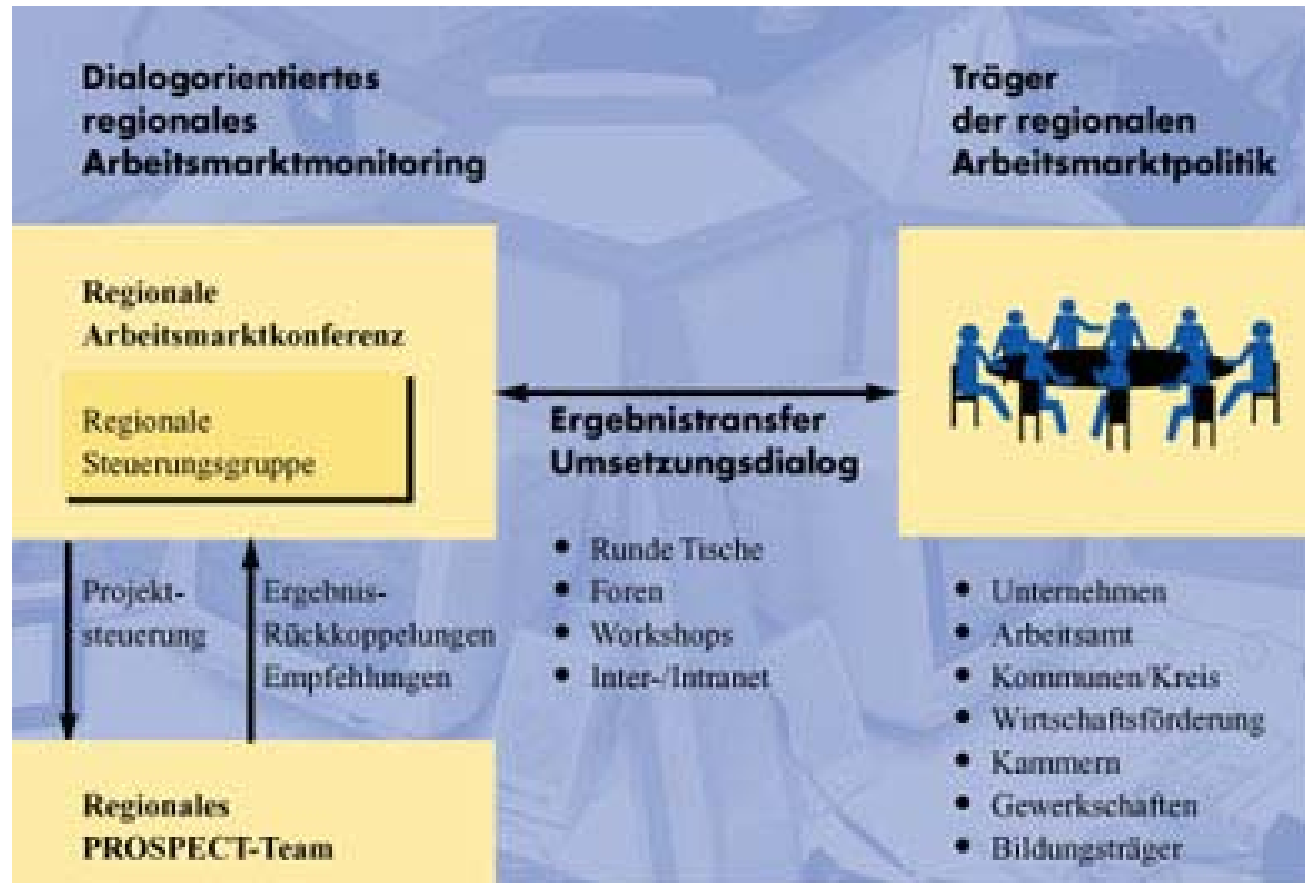 Dialogorientiertes
regionales
Arbeitsmarktmonitoring
Regionale
Arbeitsmarktkonferenz
Regionale
Steuerungsgruppe
Projekt-
steuerung
Ergebnis-
Rückkoppelungen
Empfehlungen
Regionales
PROSPECT-Team
Ergebnistransfer
Umsetzungsdialog
• Runde Tische
• Foren
• Workshops
• Inter-/Intranet
Träger
der regionalen
Arbeitsmarktpolitik
• Unternehmen
• Arbeitsamt
• Kommunen/Kreis
• Wirtschaftsförderung
• Kammern
• Gewerkschaften
• Bildungsträger